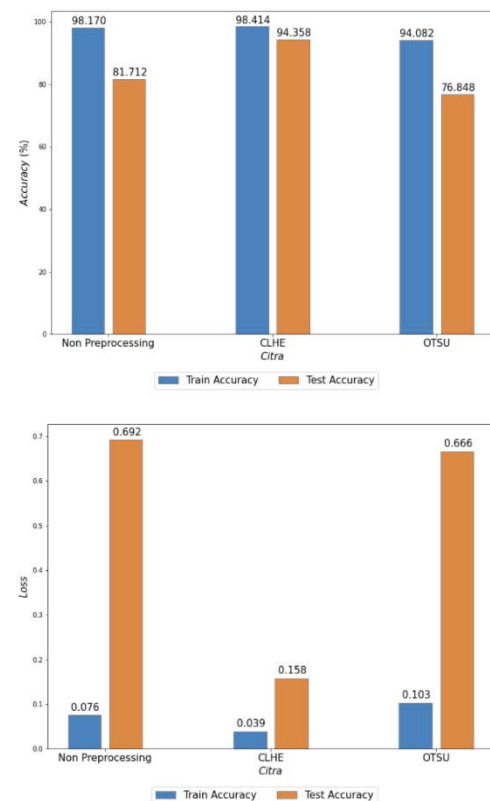 98.170
98.414
94.358
94.082
81.712
76.848
100
80
60
40
20
0
Accuracy (%)
Non Preprocessing
CLHE
OTSU
Citra
Train Accuracy
Test Accuracy
0.692
0.666
0.158
0.076
0.039
0.103
0.7
0.6
0.5
0.4
0.3
0.2
0.1
0.0
Loss
Non Preprocessing
CLHE
OTSU
Citra
Train Accuracy
Test Accuracy